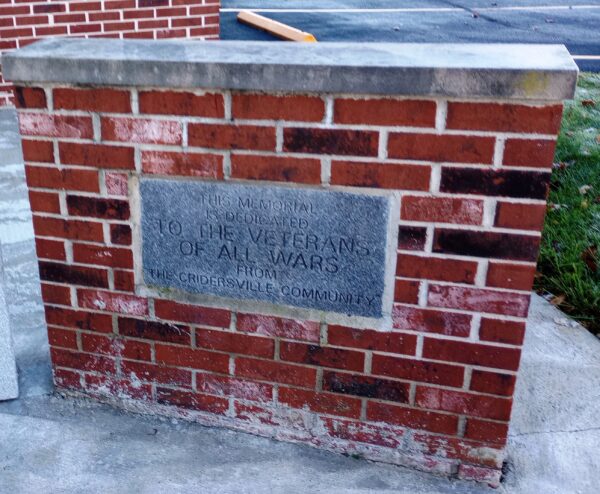 THIS MEMORIAL
IS DEDICATED
TO THE VETERANS
OF ALL WARS
FROM
THE CRIDERSVILLE COMMUNITY